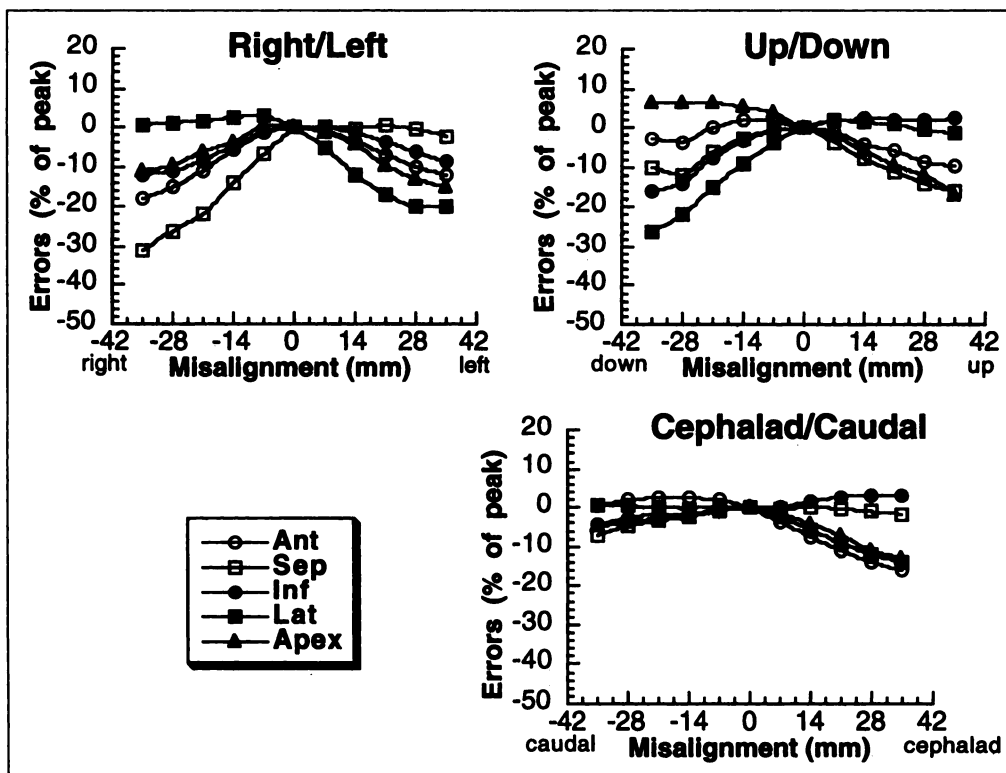 Right/Left
Errors (% of peak)
20
10
0
-10
-20
-30
-40
-50
-42 -28 -14 0 14 28 42
right Misalignment (mm) left
Up/Down
Errors (% of peak)
20
10
0
-10
-20
-30
-40
-50
-42 -28 -14 0 14 28 42
down Misalignment (mm) up
Cephalad/Caudal
Errors (% of peak)
20
10
0
-10
-20
-30
-40
-50
-42 -28 -14 0 14 28 42
caudal Misalignment (mm) cephalad
Ant
Sep
Inf
Lat
Apex